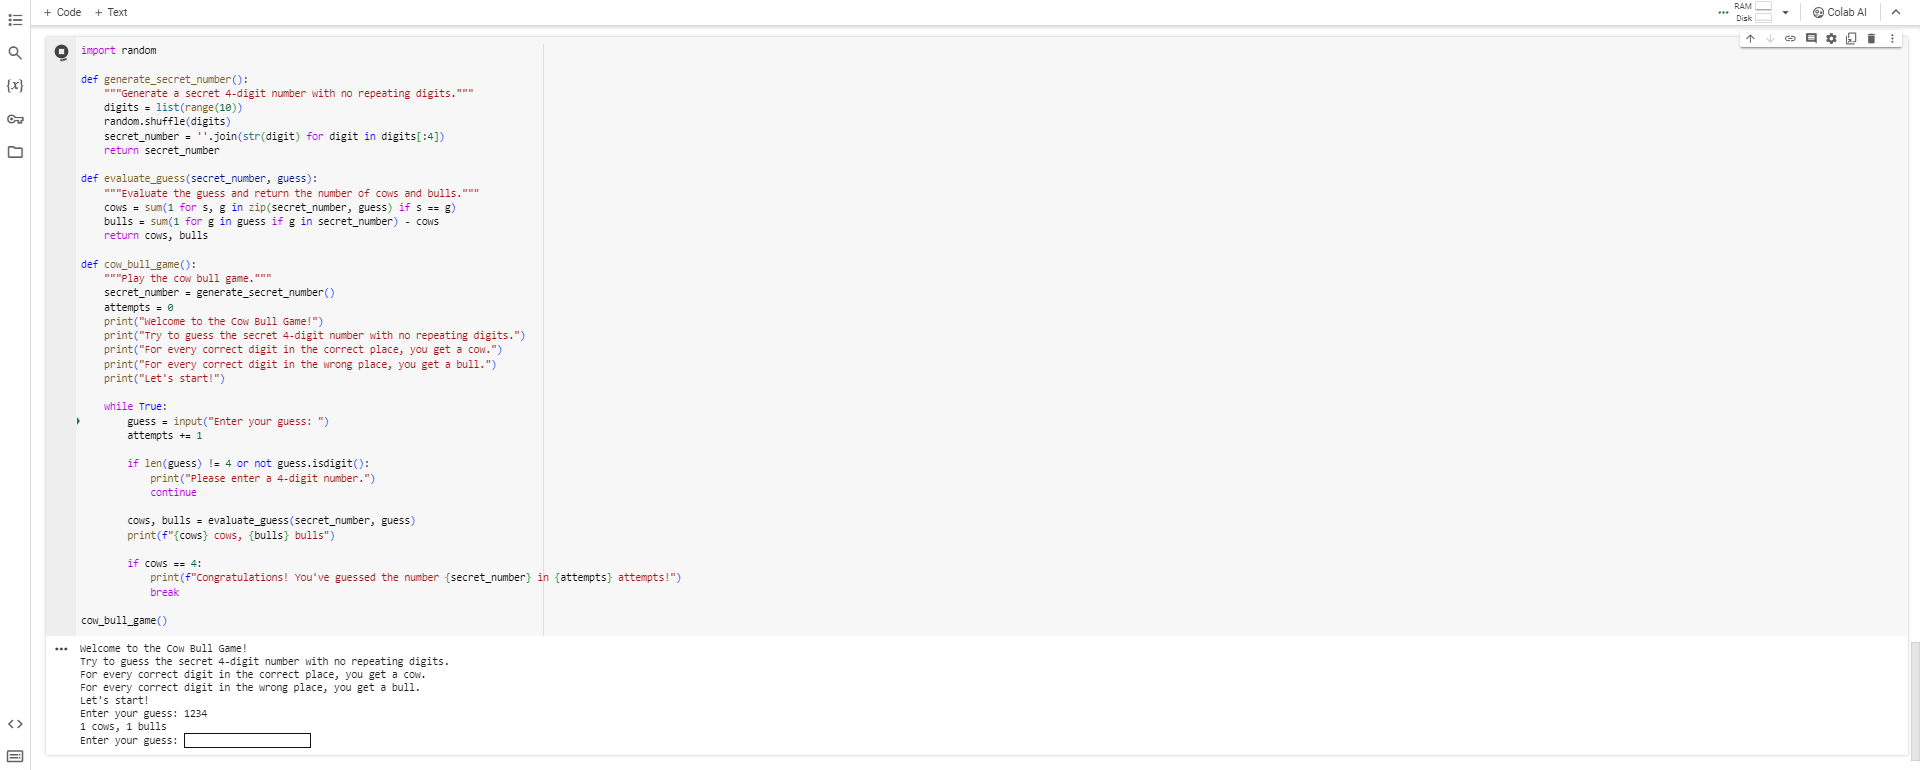 + Code + Text
RAM
Disk
Colab AI
import random
def generate_secret_number():
"""Generate a secret 4-digit number with no repeating digits."""
digits = list(range(10))
random.shuffle(digits)
secret_number = ''.join(str(digit) for digit in digits[:4])
return secret_number
def evaluate_guess(secret_number, guess):
"""Evaluate the guess and return the number of cows and bulls."""
cows = sum(1 for s, g in zip(secret_number, guess) if s == g)
bulls = sum(1 for g in guess if g in secret_number) - cows
return cows, bulls
def cow_bull_game():
"""Play the cow bull game."""
secret_number = generate_secret_number()
attempts = 0
print("Welcome to the Cow Bull Game!")
print("Try to guess the secret 4-digit number with no repeating digits.")
print("For every correct digit in the correct place, you get a cow.")
print("For every correct digit in the wrong place, you get a bull.")
print("Let's start!")
while True:
guess = input("Enter your guess: ")
attempts += 1
if len(guess) != 4 or not guess.isdigit():
print("Please enter a 4-digit number.")
continue
cows, bulls = evaluate_guess(secret_number, guess)
print(f"{cows} cows, {bulls} bulls")
if cows == 4:
print(f"Congratulations! You've guessed the number {secret_number} in {attempts} attempts!")
break
cow_bull_game()
Welcome to the Cow Bull Game!
Try to guess the secret 4-digit number with no repeating digits.
For every correct digit in the correct place, you get a cow.
For every correct digit in the wrong place, you get a bull.
Let's start!
Enter your guess: 1234
1 cows, 1 bulls
Enter your guess: